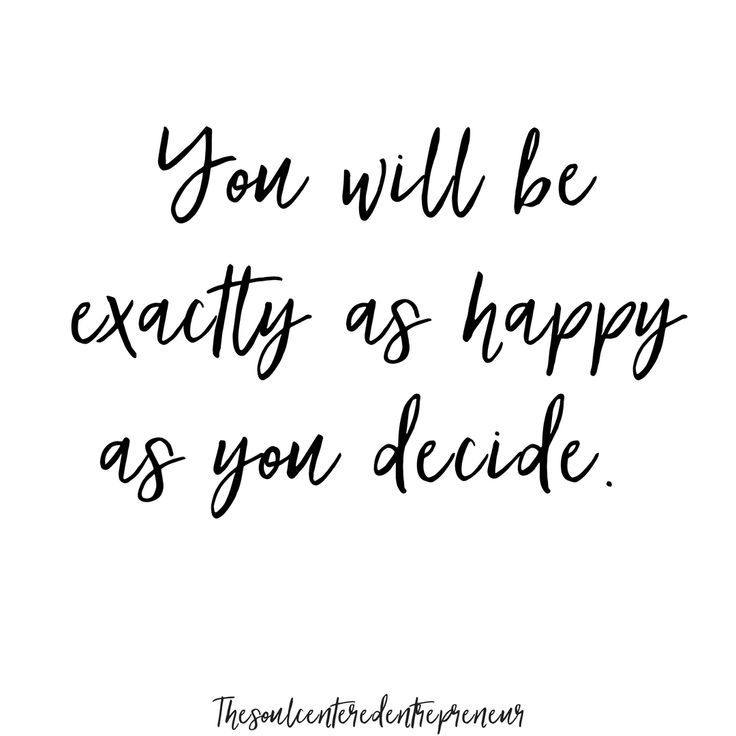 You will be
exactly as happy
as you decide.
Thesoulcenteredentrepreneur